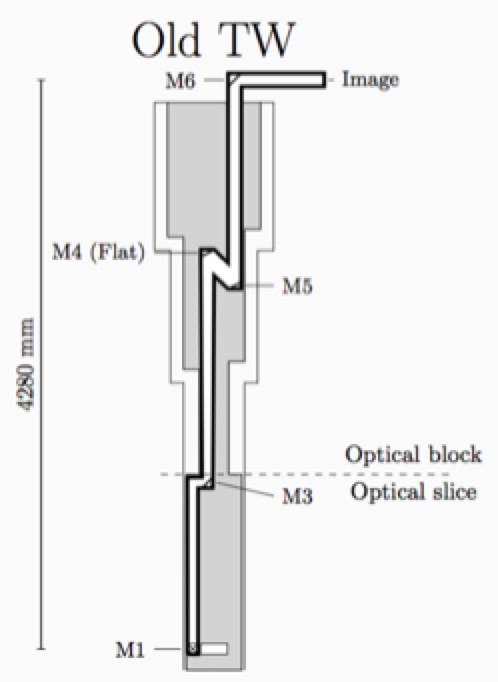 Old TW
M6
Image
M4 (Flat)
M5
4280 mm
Optical block
Optical slice
M3
M1